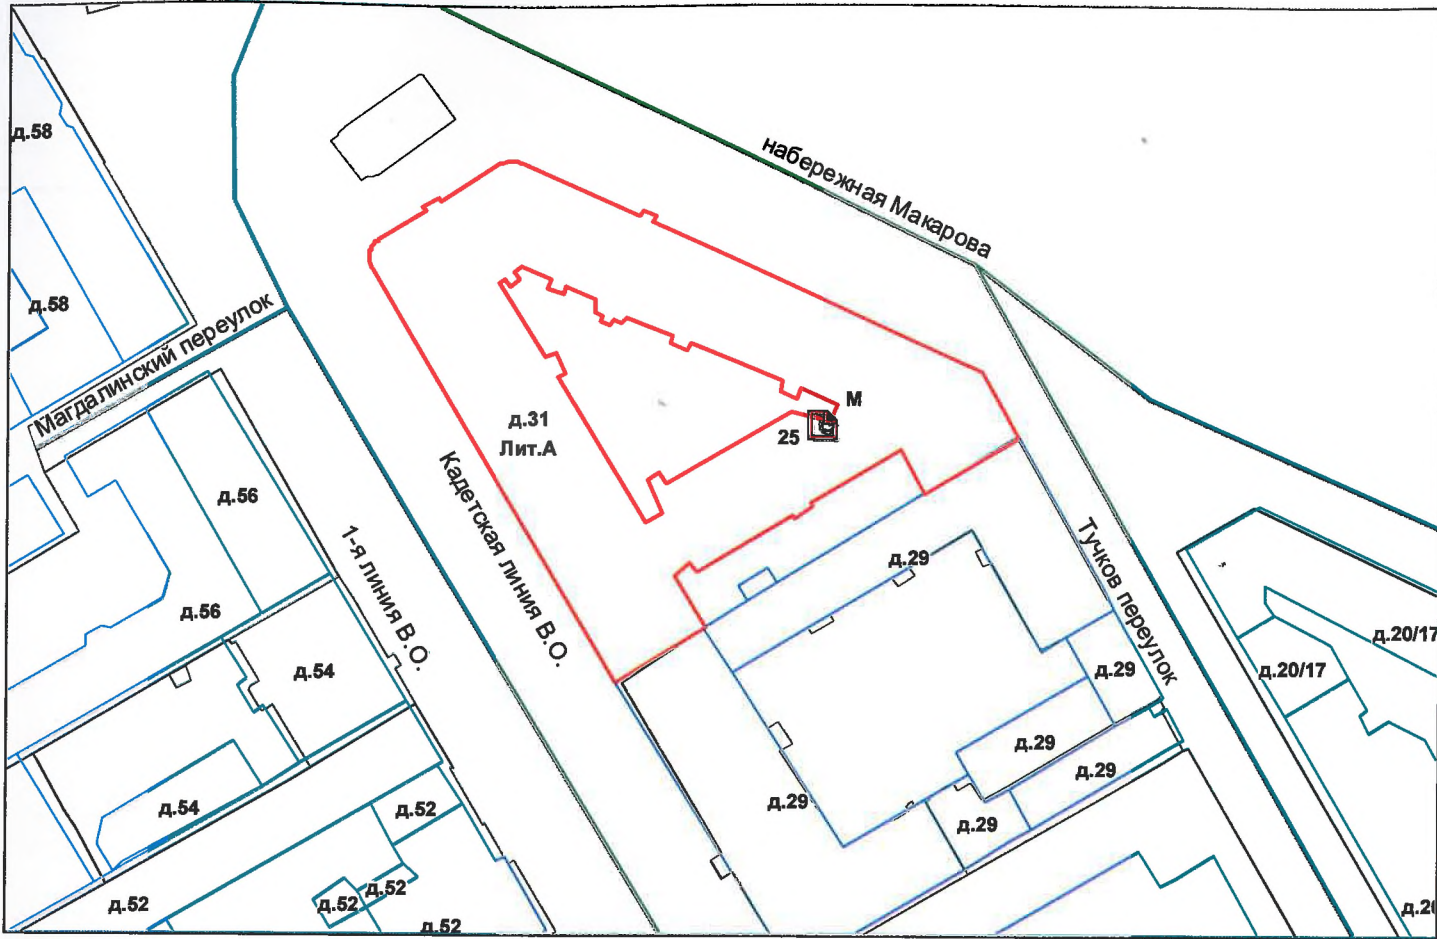 д.58
набережная Макарова
д.58
Магдалинский переулок
М
д.31
Лит.А
25
Кадетская линия В.О.
д.56
1-я линия В.О.
Тучков переулок
д.29
д.56
д.20/17
д.54
д.20/17
д.29
д.29
д.29
д.54
д.29
д.52
д.29
д.52
д.52
д.52
д.52